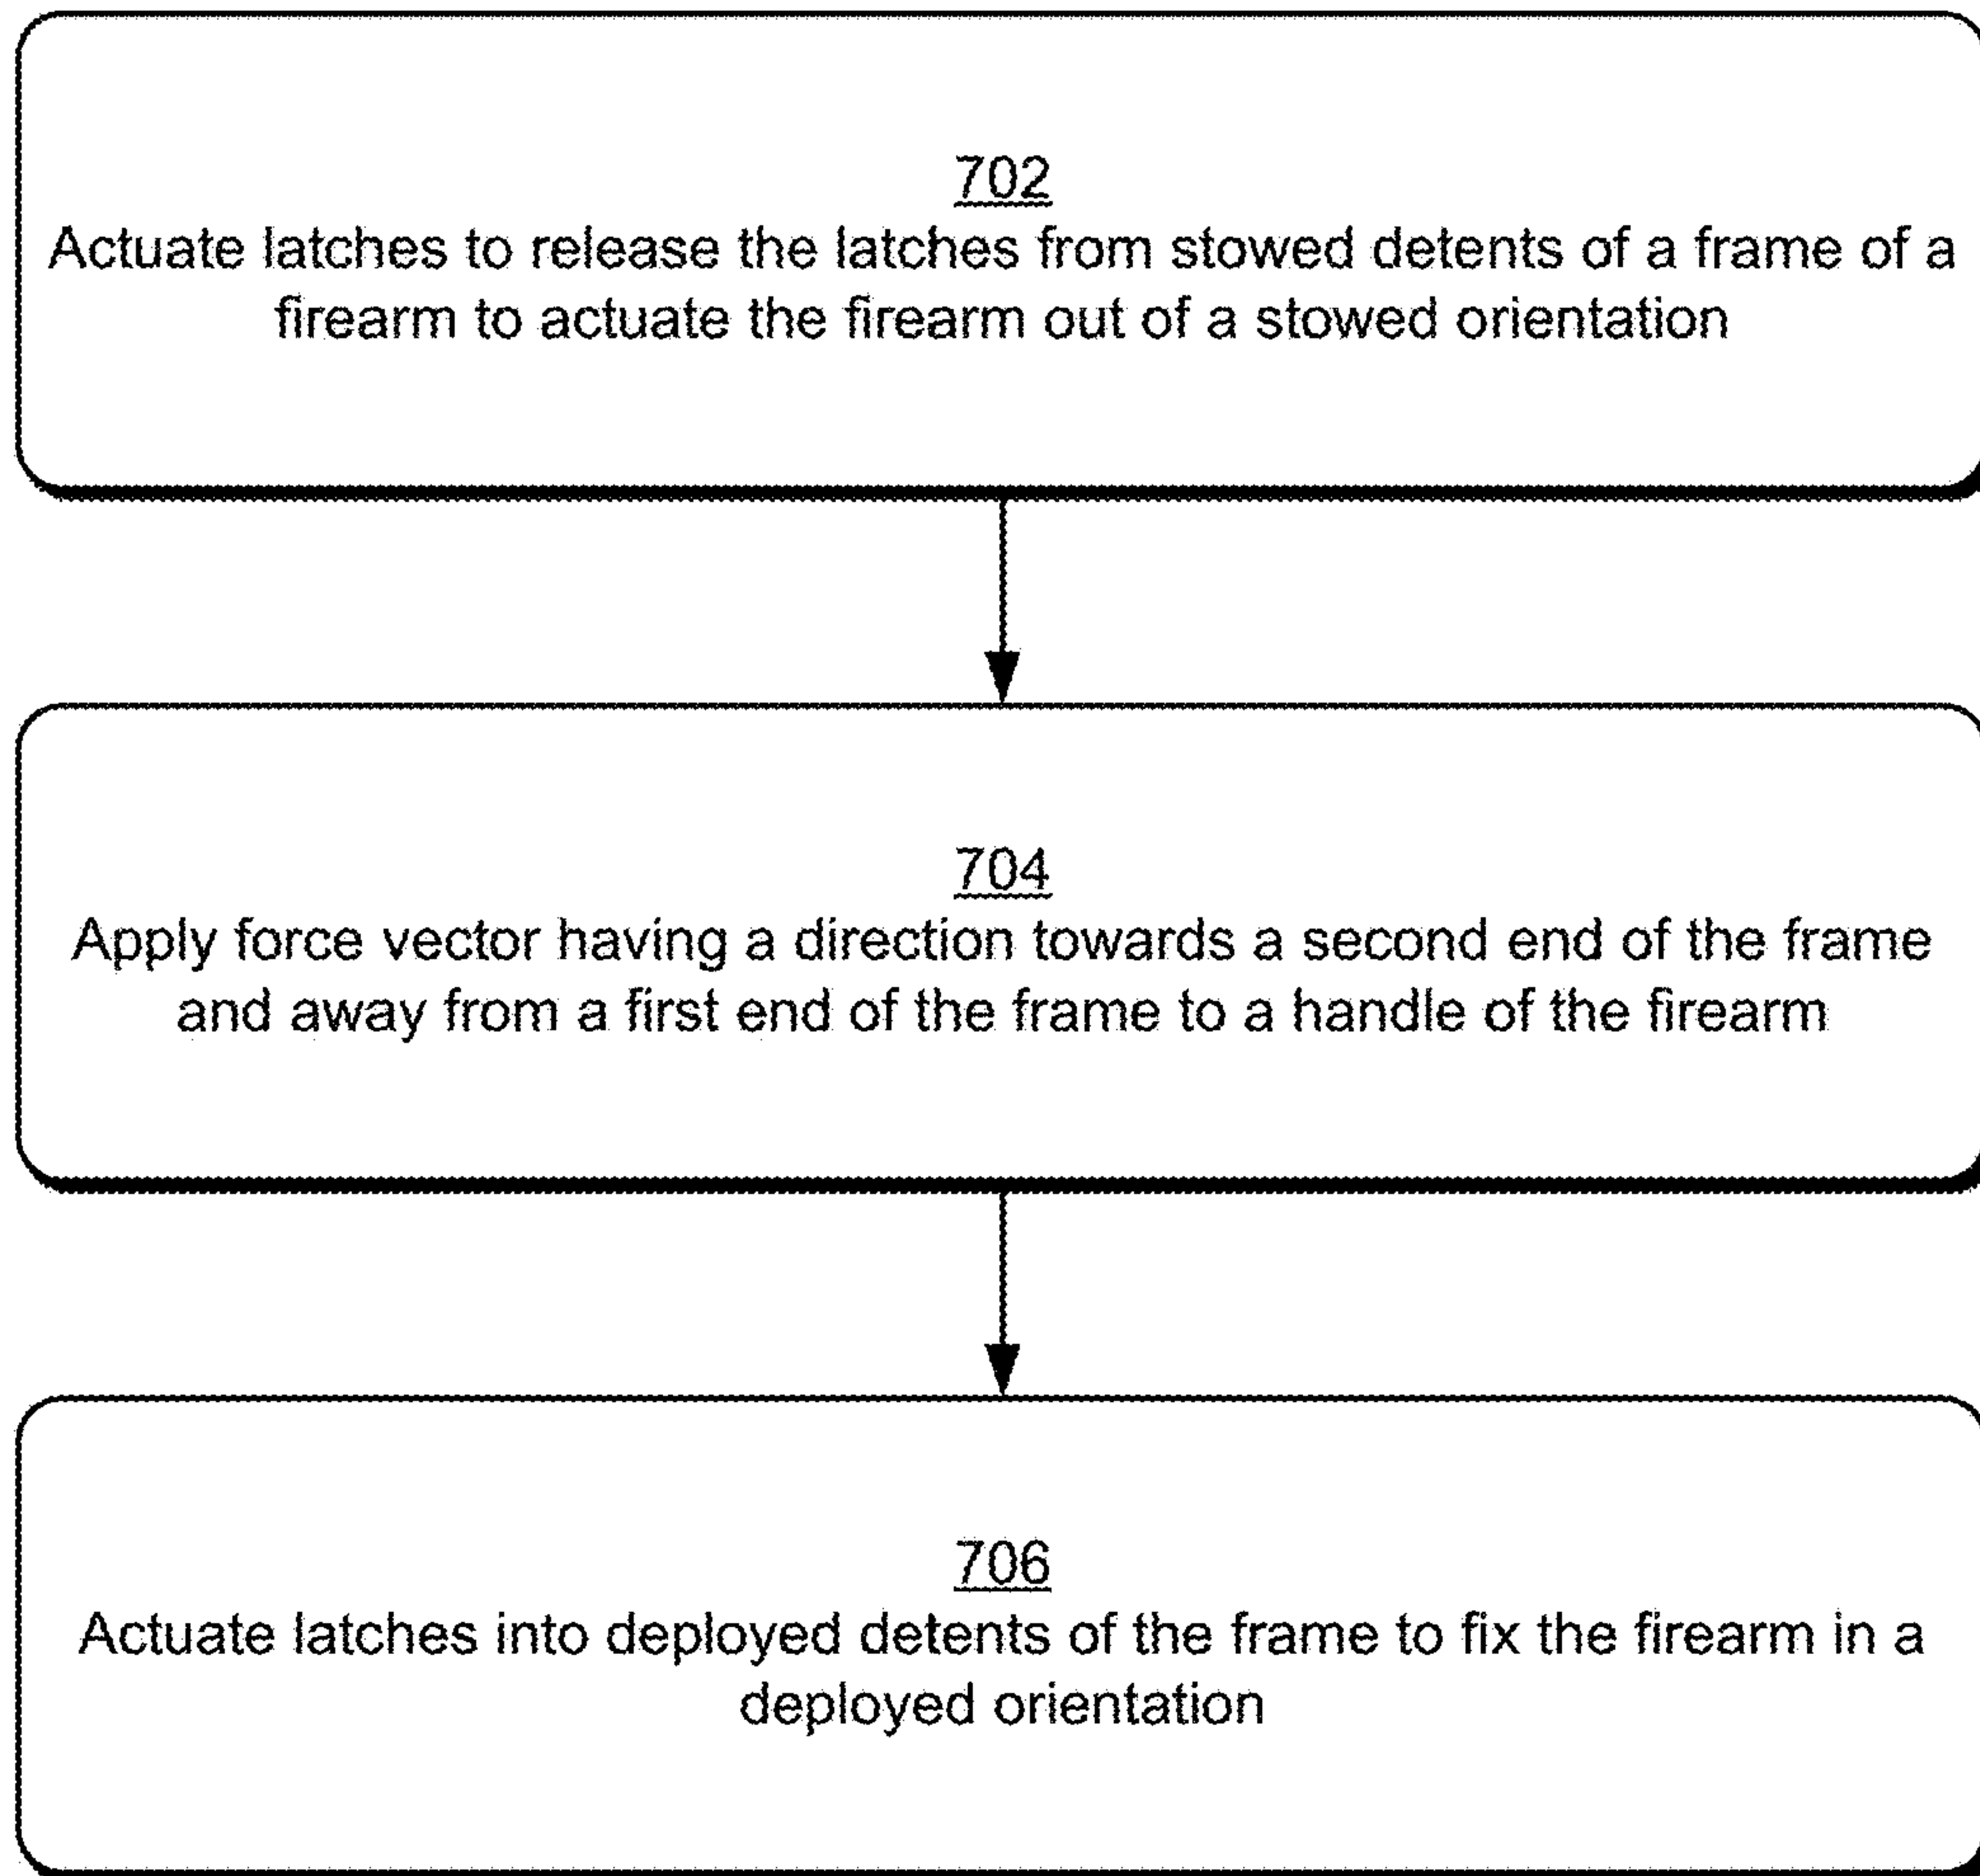 702
Actuate latches to release the latches from stowed detents of a frame of a
firearm to actuate the firearm out of a stowed orientation
704
Apply force vector having a direction towards a second end of the frame
and away from a first end of the frame to a handle of the firearm
706
Actuate latches into deployed detents of the frame to fix the firearm in a
deployed orientation